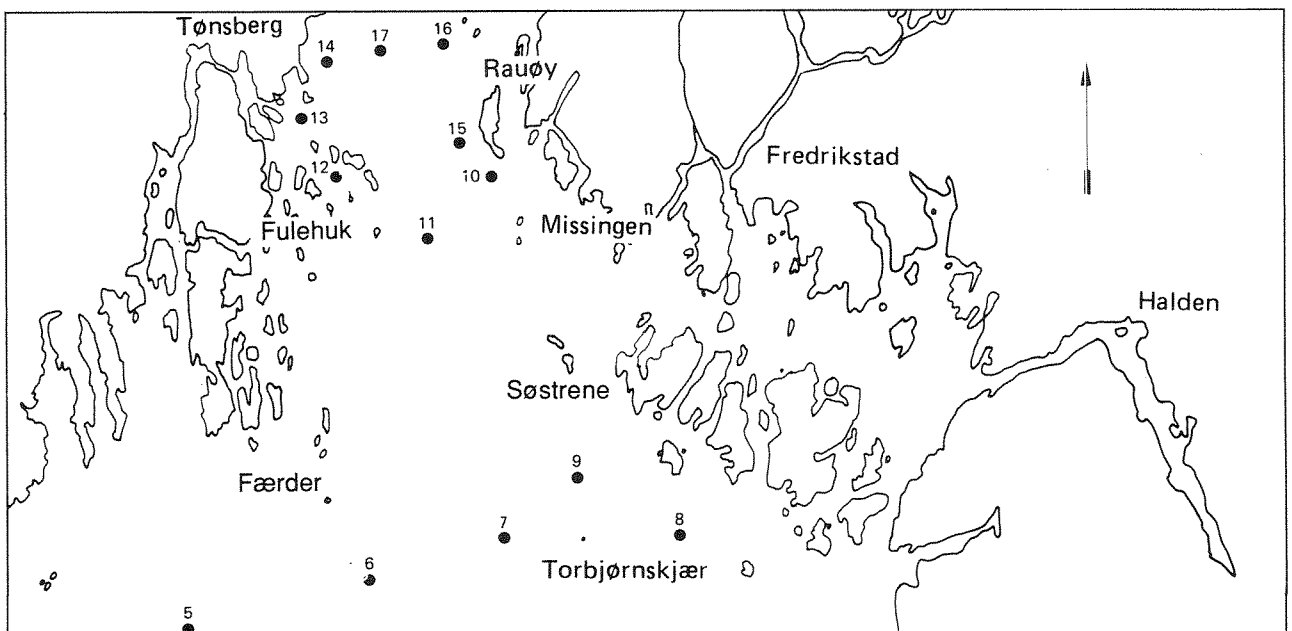 Tønsberg
14
17
16
Rauøy
13
15
Fredrikstad
12
10
Fulehuk
11
Missingen
Halden
Søstrene
9
Færder
7
8
6
Torbjørnskjær
5